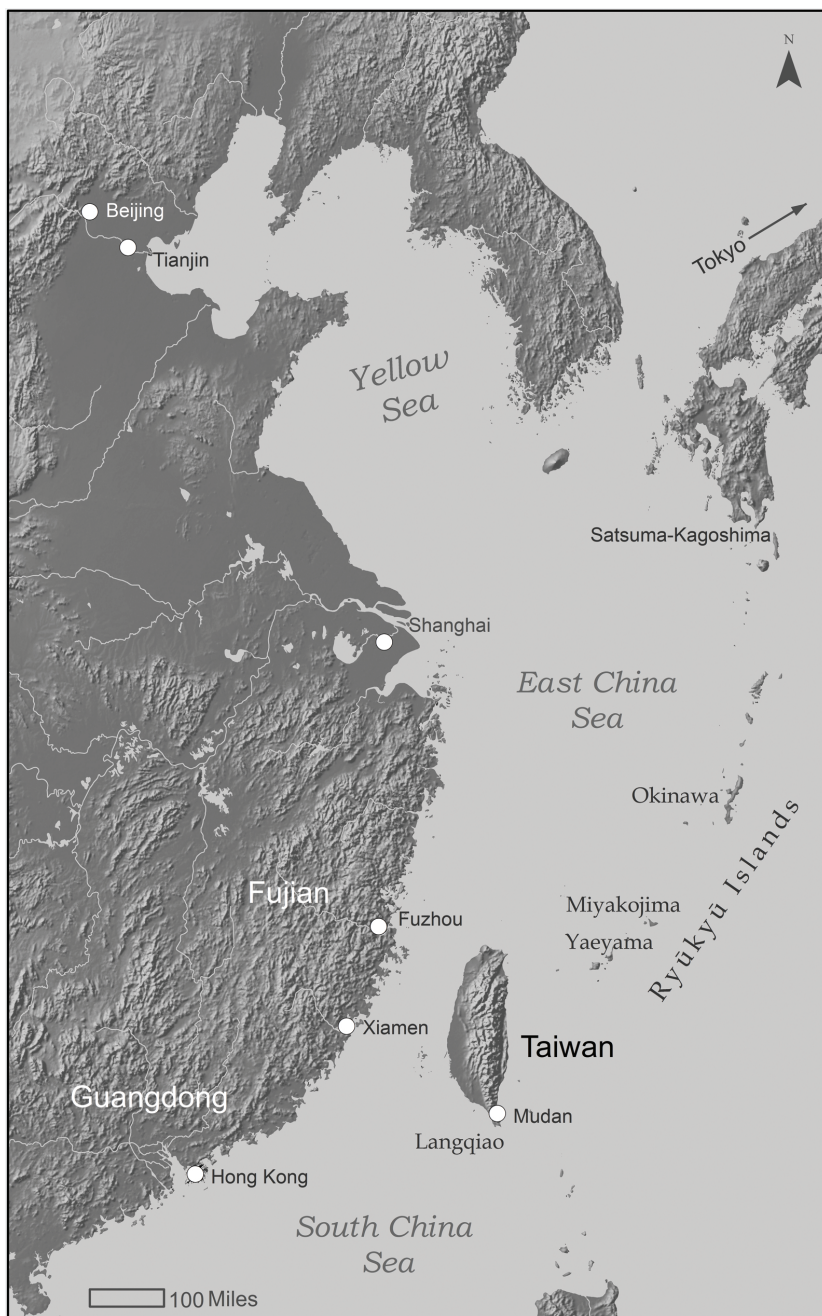 N
Beijing
Tianjin
Tokyo
Yellow
Sea
Satsuma-Kagoshima
Shanghai
East China
Sea
Okinawa
Ryūkyū Islands
Fujian
Miyakojima
Fuzhou
Yaeyama
Xiamen
Taiwan
Guangdong
Mudan
Langqiao
Hong Kong
South China
Sea
100 Miles